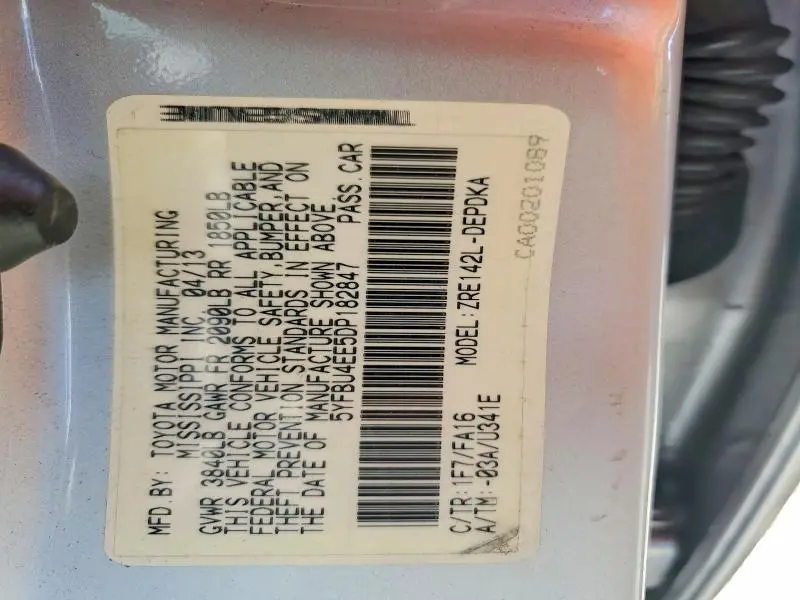 MFD. BY: TOYOTA MOTOR MANUFACTURING
MISSISSIPPI INC. 04/13
GVWR 3840LB GAWR FR 2090LB RR 1850LB
THIS VEHICLE CONFORMS TO ALL APPLICABLE
FEDERAL MOTOR VEHICLE SAFETY, BUMPER, AND
THEFT PREVENTION STANDARDS IN EFFECT ON
THE DATE OF MANUFACTURE SHOWN ABOVE.
5YFBU4EE5DP182847 PASS.CAR
C/TR: 1F7/FA16 MODEL: ZRE142L-DEPDKA
A/TM: -03A/U341E
CA00201089